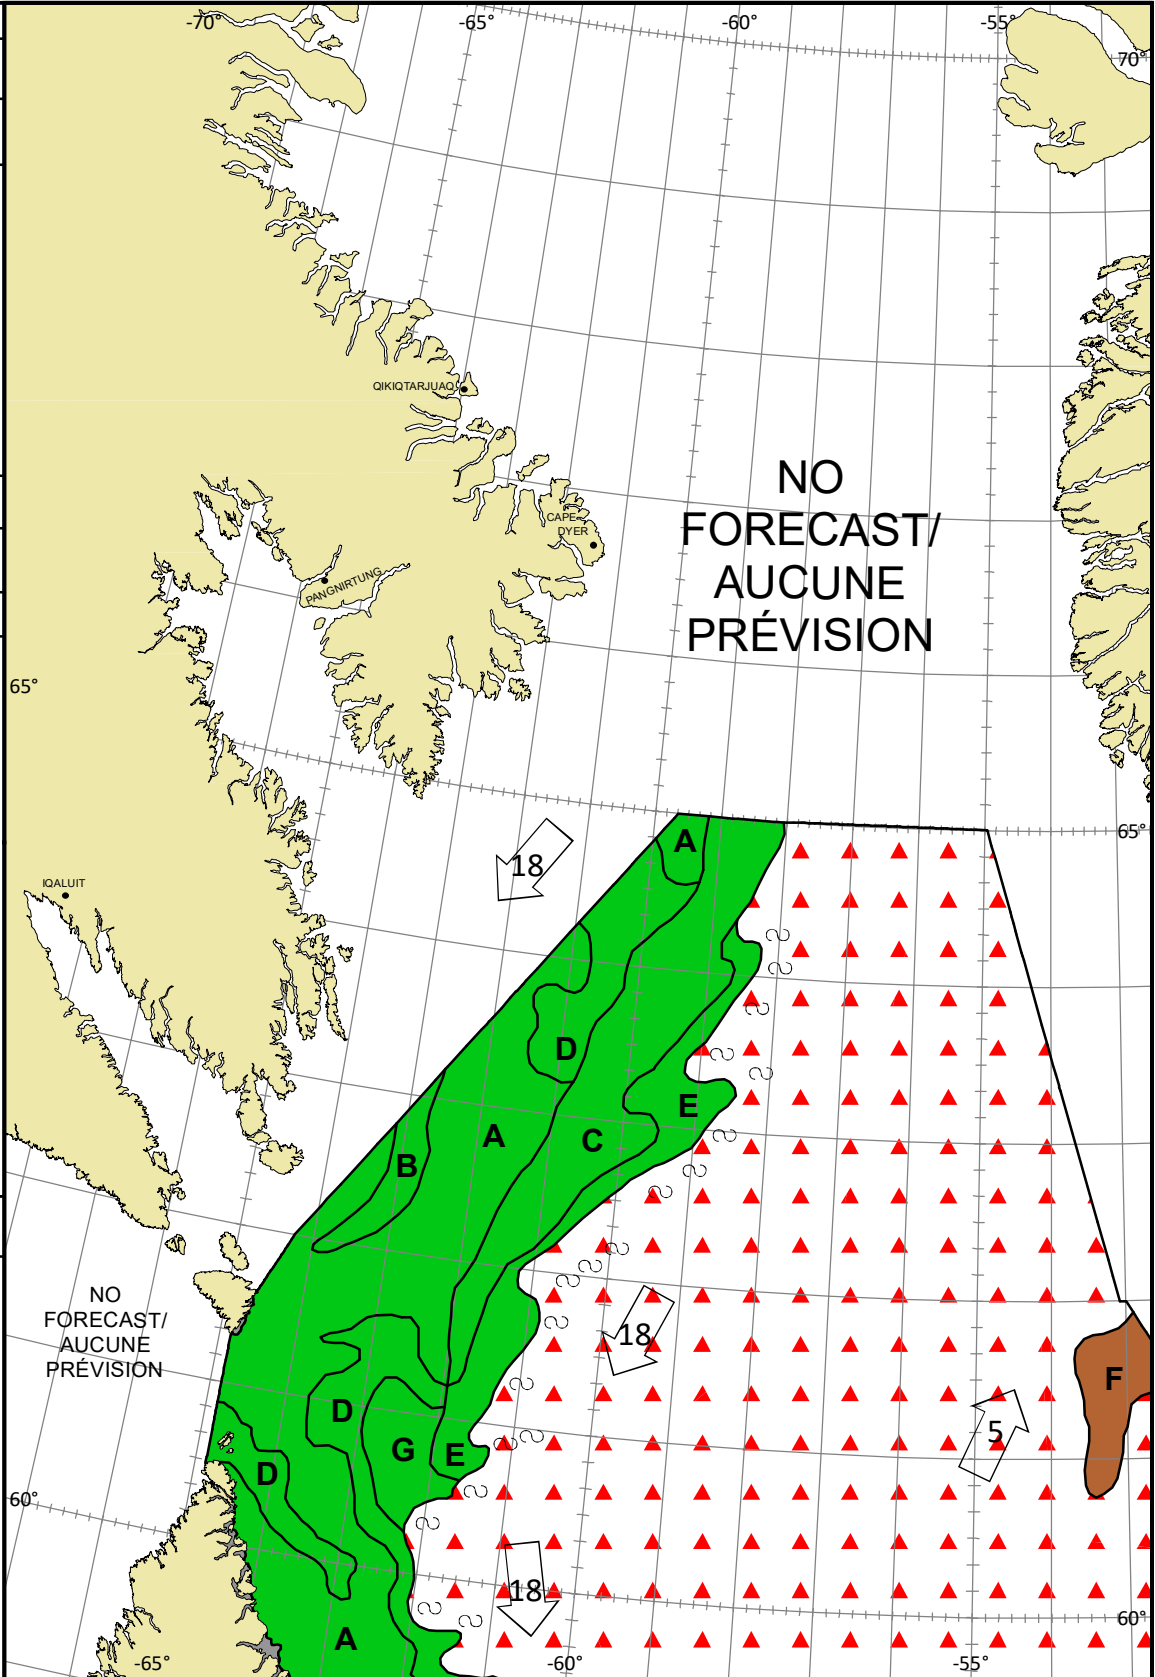 -70°
-65°
-60°
-55°
70°
QIKIQTARJUAQ
NO
FORECAST/
AUCUNE
PRÉVISION
CAPE
DYER
PANGNIRTUNG
65°
65°
A
18
IQALUIT
D
E
A
C
B
NO
FORECAST/
AUCUNE
PRÉVISION
18
F
D
5
G
E
D
60°
18
60°
A
-65°
-60°
-55°